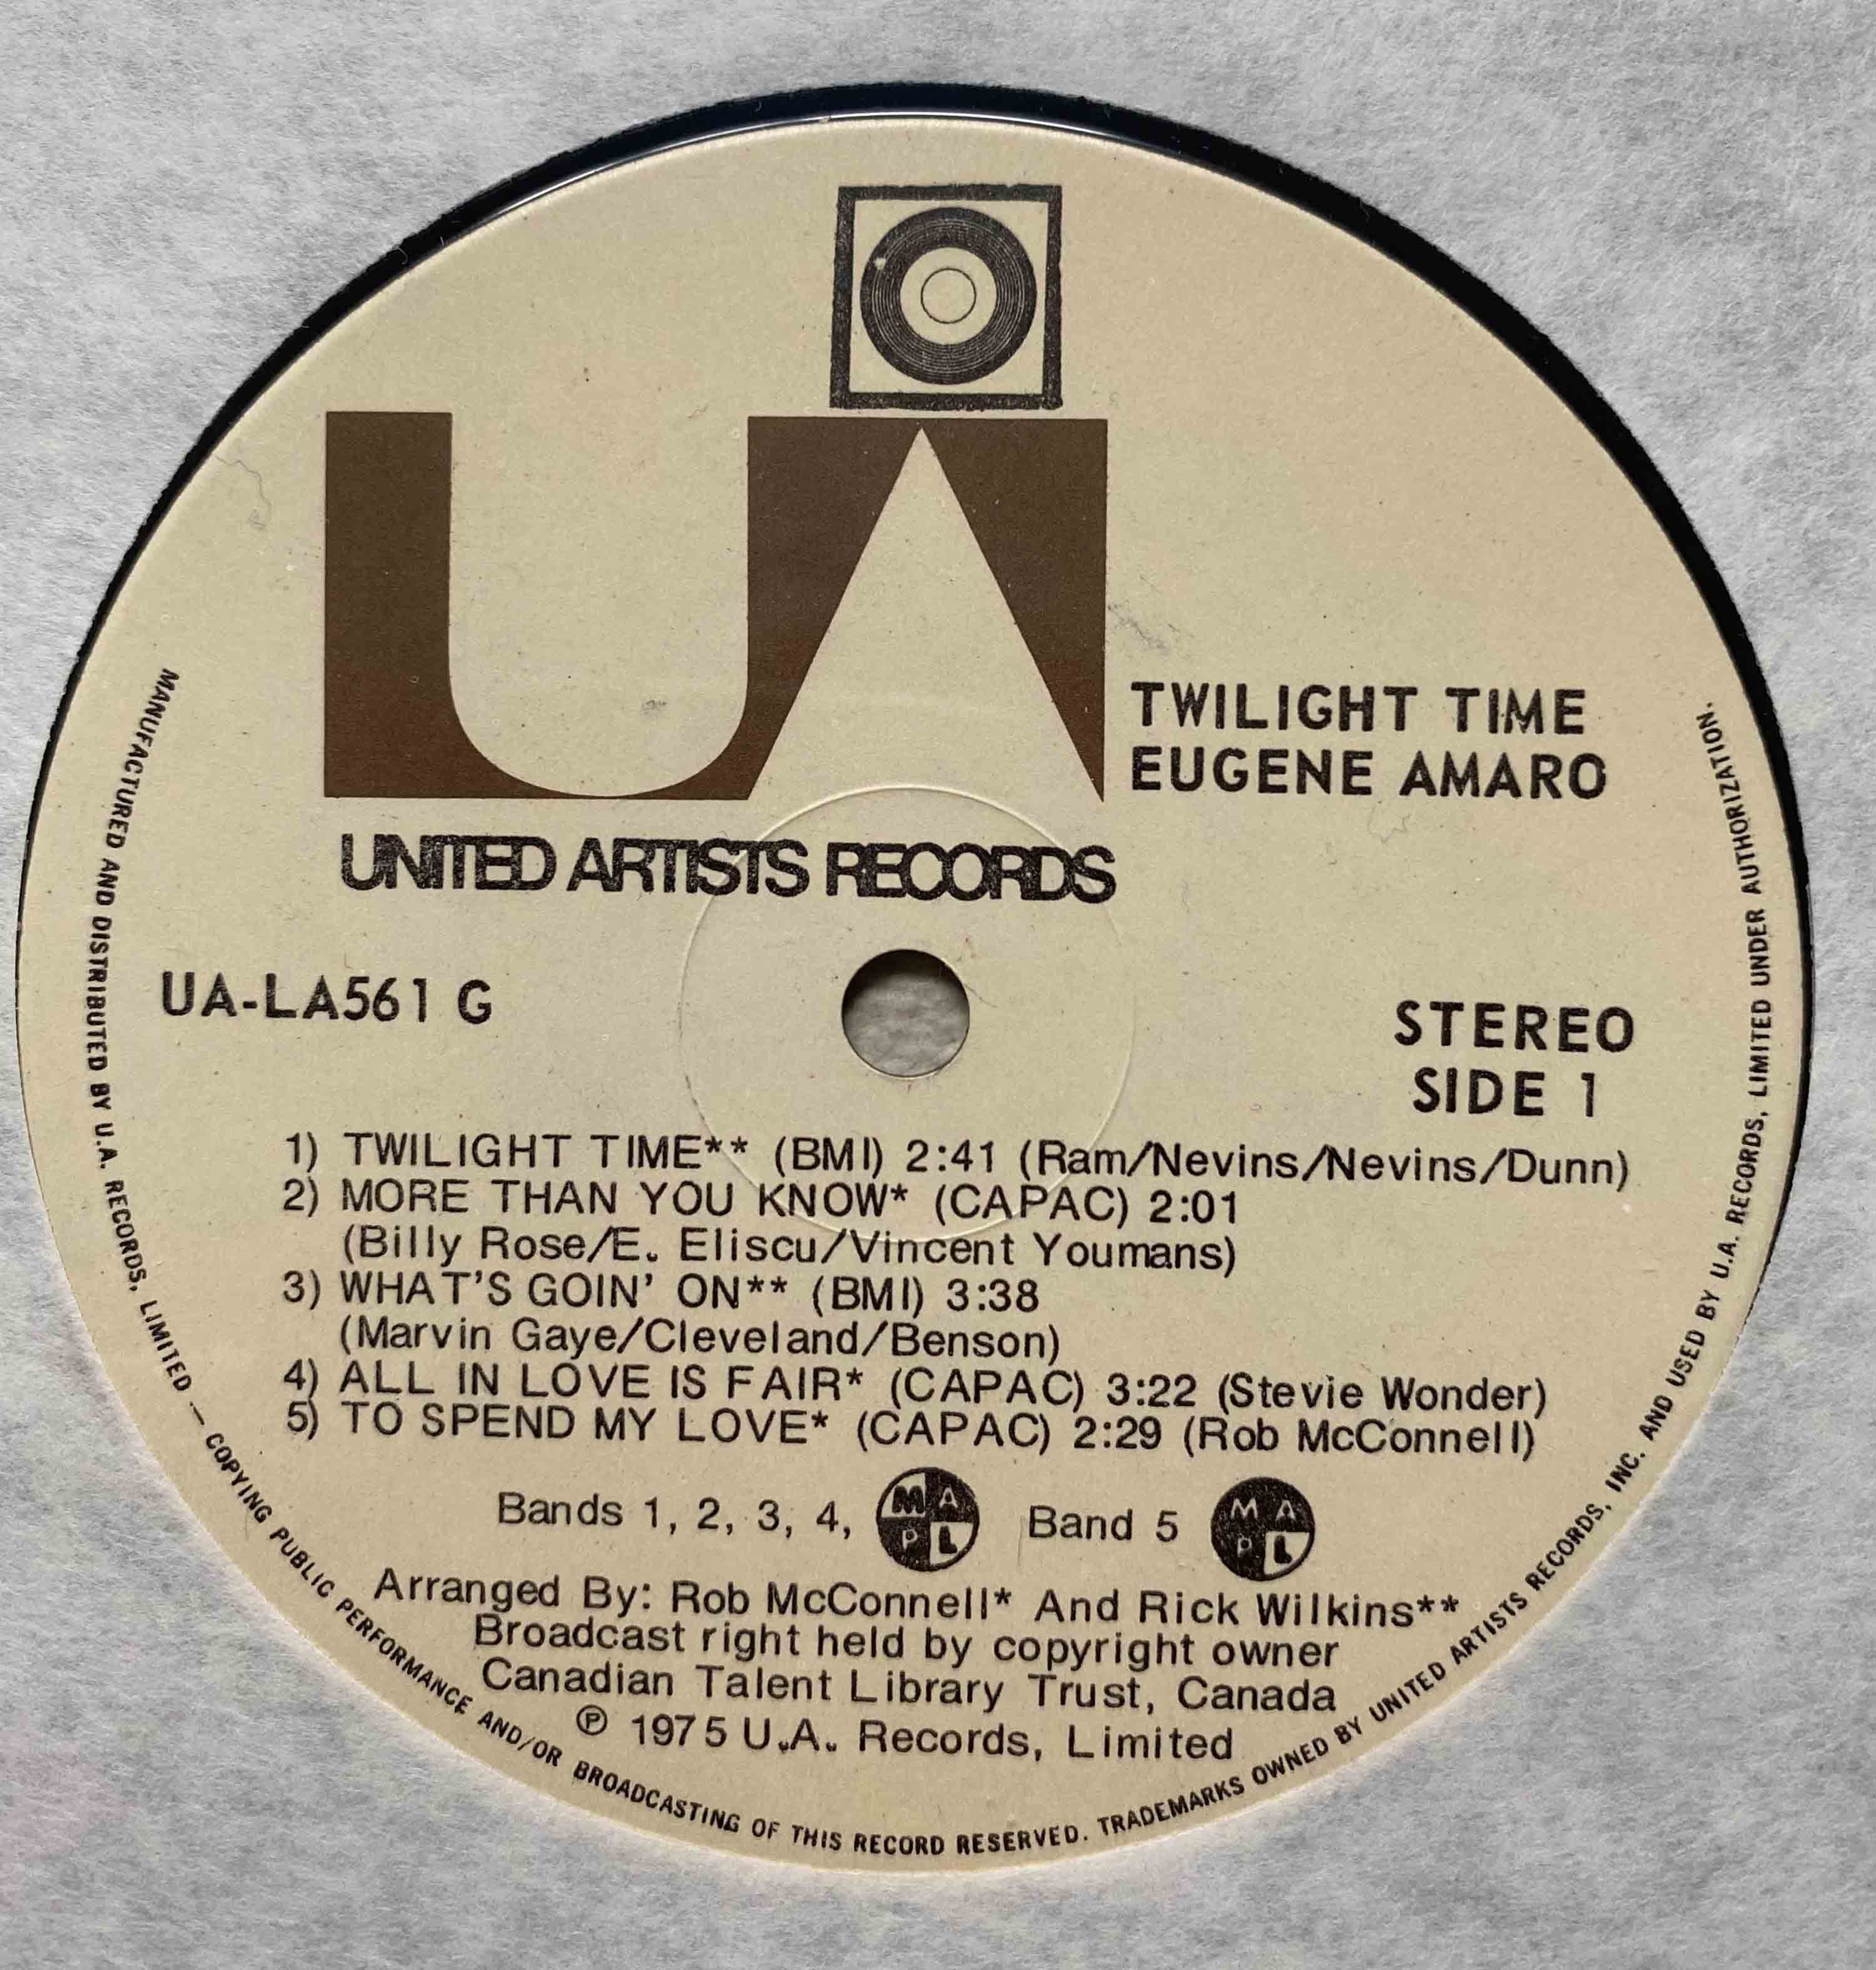 UA
TWILIGHT TIME
EUGENE AMARO
UNITED ARTISTS RECORDS
UA-LA561 G
STEREO
SIDE 1
1) TWILIGHT TIME** (BMI) 2:41 (Ram/Nevins/Nevins/Dunn)
2) MORE THAN YOU KNOW* (CAPAC) 2:01
(Billy Rose/E. Eliscu/Vincent Youmans)
3) WHAT'S GOIN' ON** (BMI) 3:38
(Marvin Gaye/Cleveland/Benson)
4) ALL IN LOVE IS FAIR* (CAPAC) 3:22 (Stevie Wonder)
5) TO SPEND MY LOVE* (CAPAC) 2:29 (Rob McConnell)
Bands 1, 2, 3, 4, MAPL Band 5 MAPL
Arranged By: Rob McConnell* And Rick Wilkins**
Broadcast right held by copyright owner
Canadian Talent Library Trust, Canada
℗ 1975 U.A. Records, Limited
MANUFACTURED AND DISTRIBUTED BY U.A. RECORDS, LIMITED — COPYING PUBLIC PERFORMANCE AND/OR BROADCASTING OF THIS RECORD RESERVED. TRADEMARKS OWNED BY UNITED ARTISTS RECORDS, INC. AND USED BY U.A. RECORDS, LIMITED UNDER AUTHORIZATION.